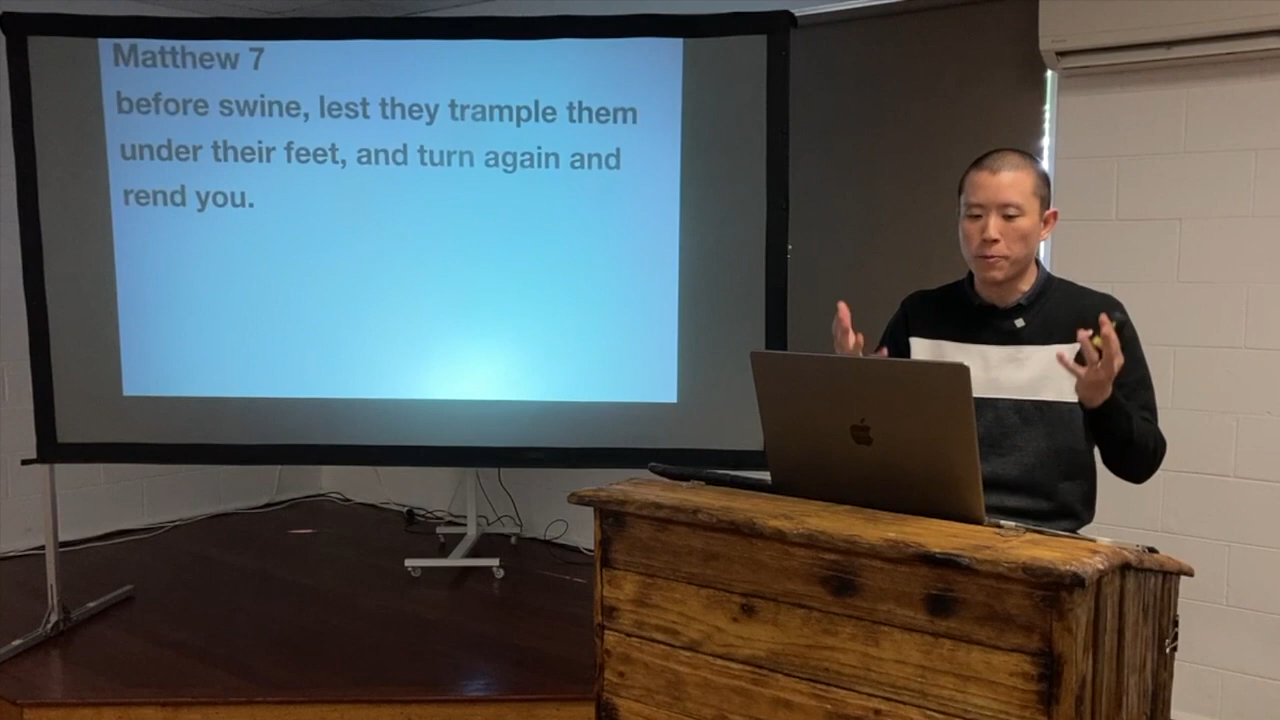 Matthew 7
before swine, lest they trample them
under their feet, and turn again and
rend you.